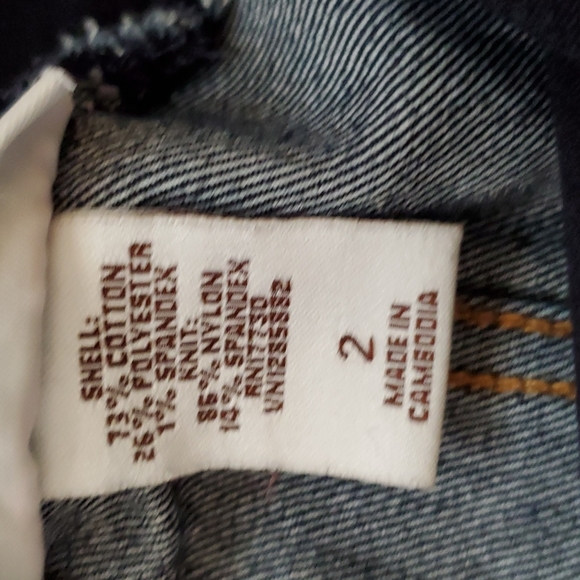 SHELL:
73% COTTON
26% POLYESTER
1% SPANDEX
KNIT:
86% NYLON
14% SPANDEX
2
MADE IN
CAMBODIA